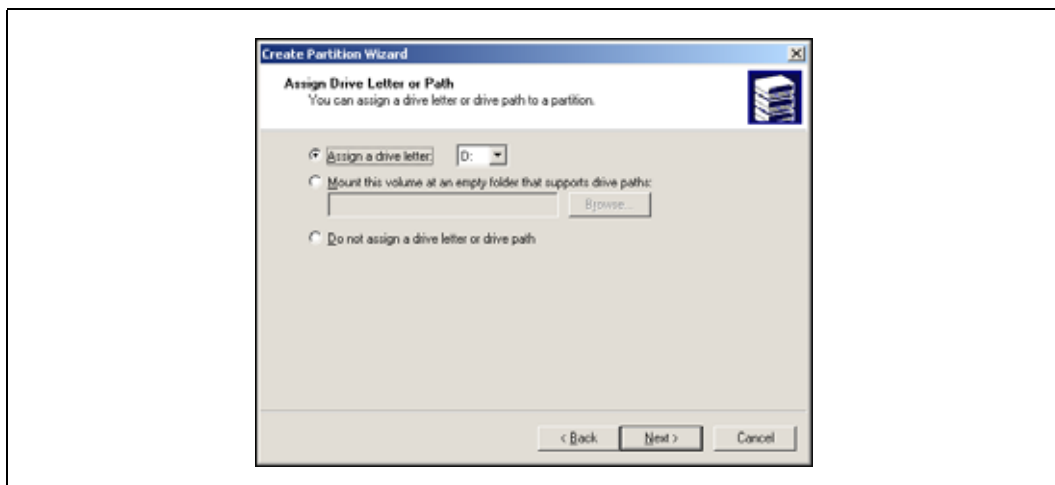 Create Partition Wizard
Assign Drive Letter or Path
You can assign a drive letter or drive path to a partition.
Assign a drive letter: D:
Mount this volume at an empty folder that supports drive paths:
Browse...
Do not assign a drive letter or drive path
< Back Next > Cancel